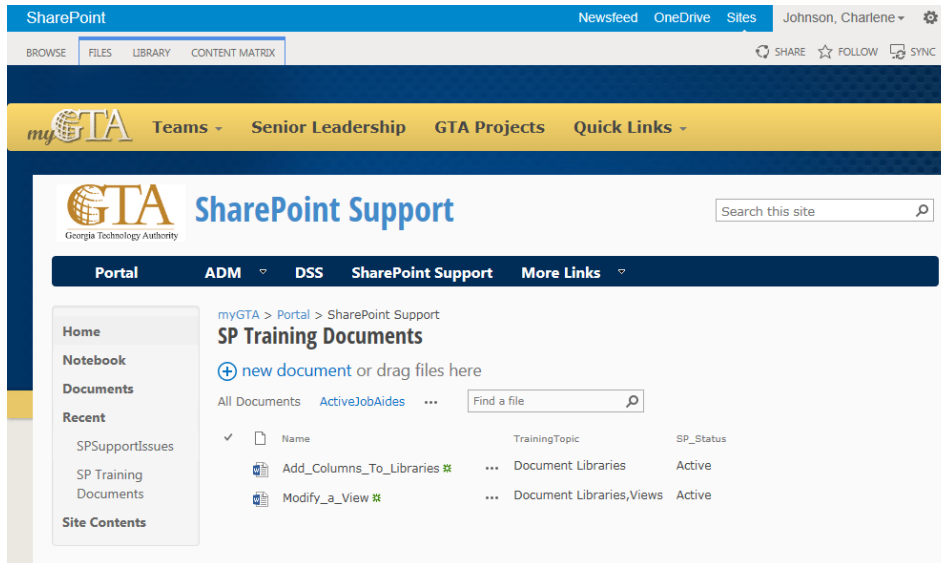 SharePoint Newsfeed OneDrive Sites Johnson, Charlene
BROWSE FILES LIBRARY CONTENT MATRIX SHARE FOLLOW SYNC
myGTA Teams Senior Leadership GTA Projects Quick Links
GTA
Georgia Technology Authority
SharePoint Support
Search this site
Portal ADM DSS SharePoint Support More Links
Home
Notebook
Documents
Recent
SPSupportIssues
SP Training
Documents
Site Contents
myGTA > Portal > SharePoint Support
SP Training Documents
new document or drag files here
All Documents ActiveJobAides ••• Find a file
Name TrainingTopic SP_Status
Add_Columns_To_Libraries ••• Document Libraries Active
Modify_a_View ••• Document Libraries,Views Active